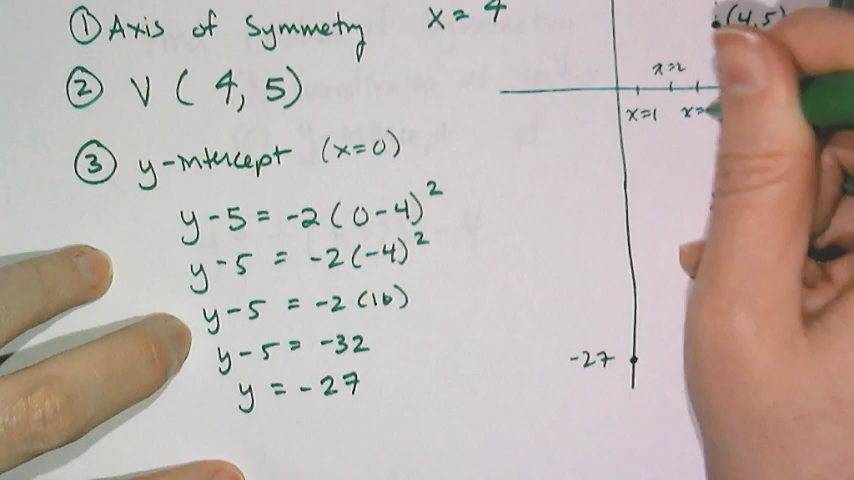 ① Axis of Symmetry x = 4
② V ( 4, 5)
③ y-intercept (x=0)
y - 5 = -2 ( 0 - 4)²
y - 5 = -2 (-4)²
y - 5 = -2 (16)
y - 5 = -32
y = -27
(4,5)
x=2
x=1 x=
-27